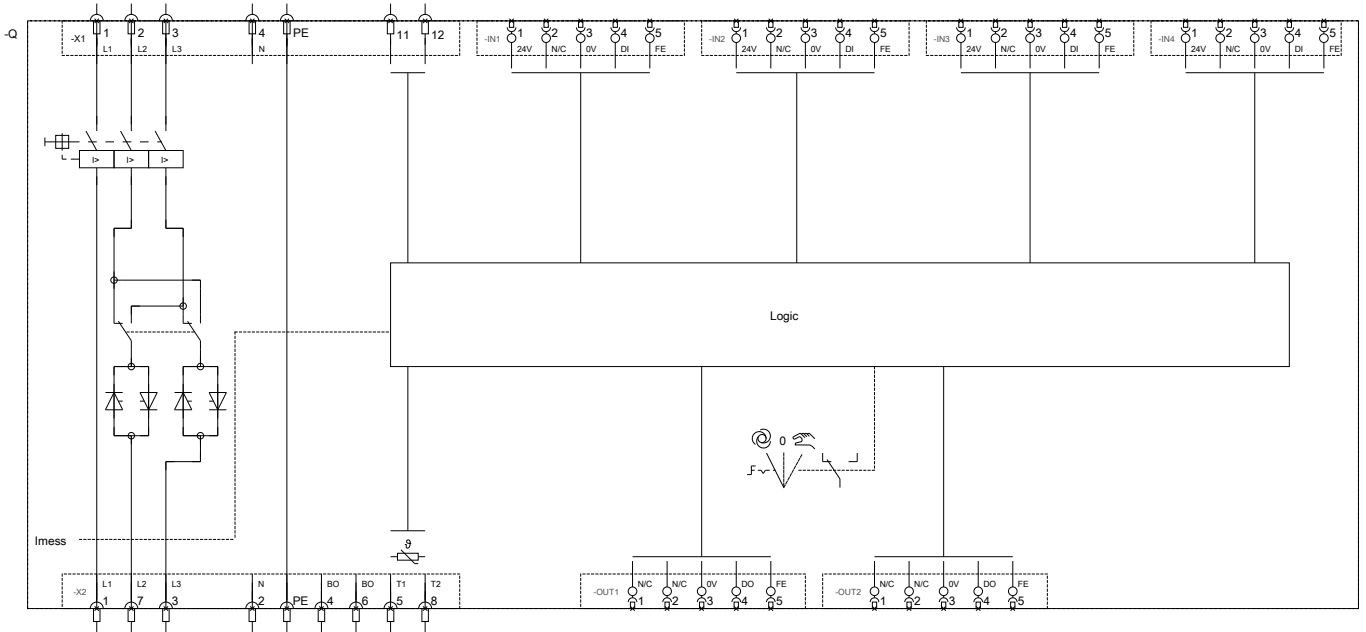 -Q
-X1 1 2 3 4 PE 11 12
L1 L2 L3 N
-IN1 1 2 3 4 5
24V N/C 0V DI FE
-IN2 1 2 3 4 5
24V N/C 0V DI FE
-IN3 1 2 3 4 5
24V N/C 0V DI FE
-IN4 1 2 3 4 5
24V N/C 0V DI FE
I> I> I>
Logic
0
Imess
ϑ
-X2 L1 L2 L3 N BO BO T1 T2
1 7 3 2 PE 4 6 5 8
-OUT1 N/C N/C 0V DO FE
1 2 3 4 5
-OUT2 N/C N/C 0V DO FE
1 2 3 4 5